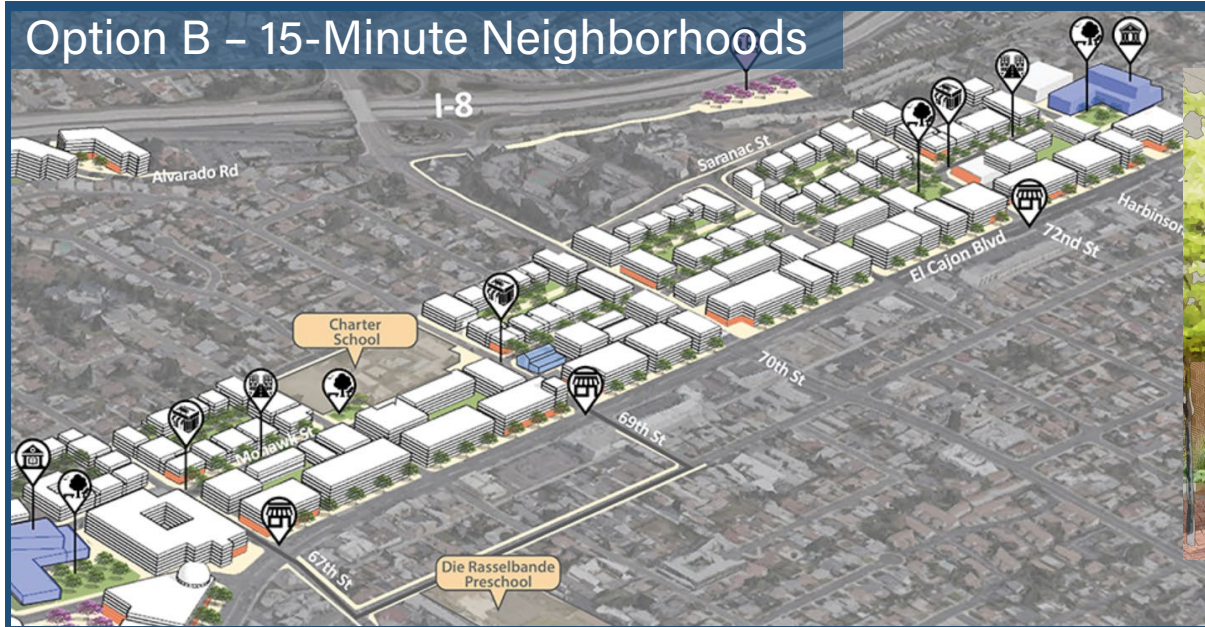 Option B – 15-Minute Neighborhoods
I-8
Saranac St
Alvarado Rd
Harbinson
72nd St
El Cajon Blvd
Charter
School
70th St
69th St
Mohawk St
67th St
Die Rasselbande
Preschool